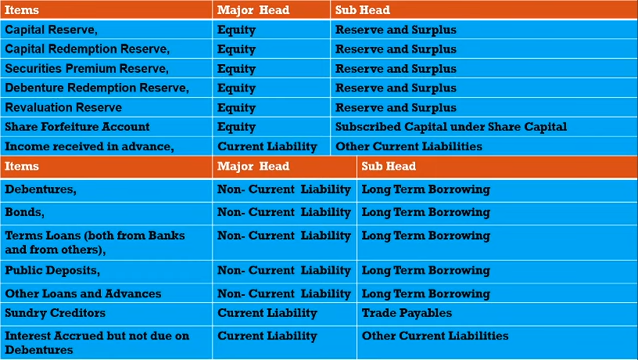 Items Major Head Sub Head
Capital Reserve, Equity Reserve and Surplus
Capital Redemption Reserve, Equity Reserve and Surplus
Securities Premium Reserve, Equity Reserve and Surplus
Debenture Redemption Reserve, Equity Reserve and Surplus
Revaluation Reserve Equity Reserve and Surplus
Share Forfeiture Account Equity Subscribed Capital under Share Capital
Income received in advance, Current Liability Other Current Liabilities
Items Major Head Sub Head
Debentures, Non- Current Liability Long Term Borrowing
Bonds, Non- Current Liability Long Term Borrowing
Terms Loans (both from Banks Non- Current Liability Long Term Borrowing
and from others),
Public Deposits, Non- Current Liability Long Term Borrowing
Other Loans and Advances Non- Current Liability Long Term Borrowing
Sundry Creditors Current Liability Trade Payables
Interest Accrued but not due on Current Liability Other Current Liabilities
Debentures